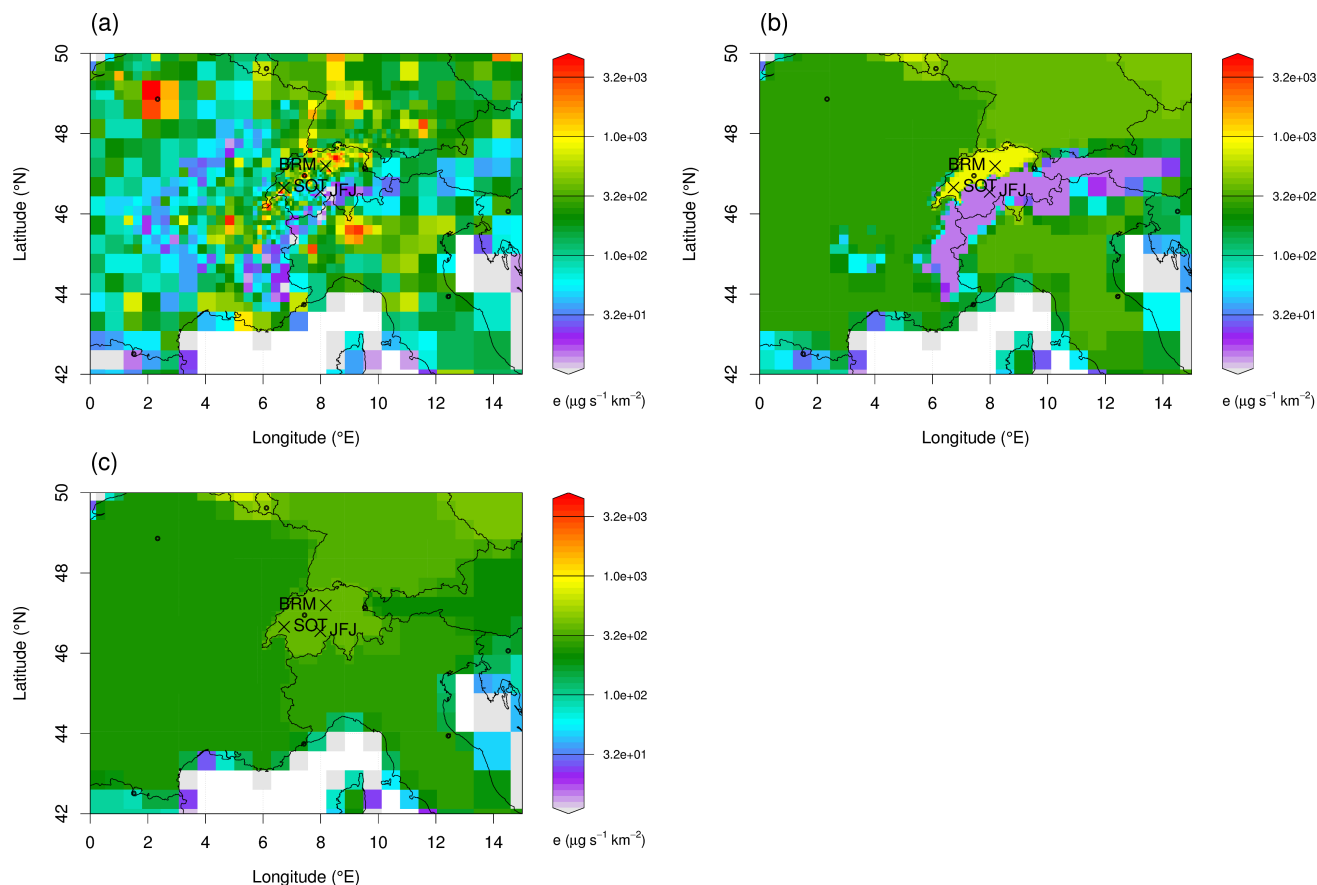 (a)
(b)
50
48
46
44
42
Latitude (°N)
BRM
SOT
JFJ
0 2 4 6 8 10 12 14
Longitude (°E)
3.2e+03
1.0e+03
3.2e+02
1.0e+02
3.2e+01
e (μg s⁻¹ km⁻²)
50
48
46
44
42
Latitude (°N)
BRM
SOT
JFJ
0 2 4 6 8 10 12 14
Longitude (°E)
3.2e+03
1.0e+03
3.2e+02
1.0e+02
3.2e+01
e (μg s⁻¹ km⁻²)
(c)
50
48
46
44
42
Latitude (°N)
BRM
SOT
JFJ
0 2 4 6 8 10 12 14
Longitude (°E)
3.2e+03
1.0e+03
3.2e+02
1.0e+02
3.2e+01
e (μg s⁻¹ km⁻²)